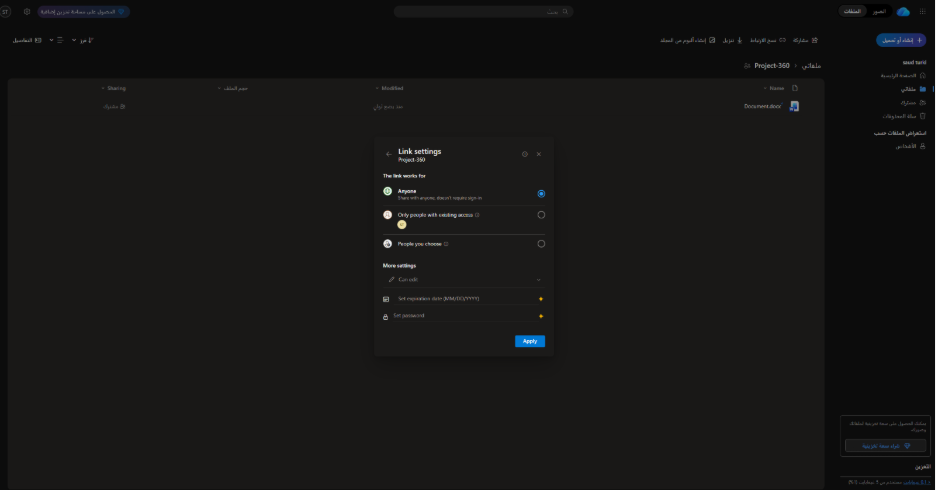 الملفات
الصور
بحث
الحصول على مساحة تخزين إضافية
ST
إنشاء أو تحميل
مشاركة
نسخ الارتباط
تنزيل
إنشاء ألبوم من المجلد
فرز
التفاصيل
ملفاتي
Project-360
saud turid
الصفحة الرئيسية
ملفاتي
مشترك
سلة المحذوفات
استعراض الملفات حسب
الأشخاص
Name
Modified
حجم الملف
Sharing
Document.docx
منذ بضع ثوانٍ
مشترك
Link settings
Project-360
The link works for
Anyone
Share with anyone, doesn't require sign in
Only people with existing access
People you choose
More settings
Can edit
Set expiration date (MM/DD/YYYY)
Set password
Apply
شراء سعة تخزينية
التخزين